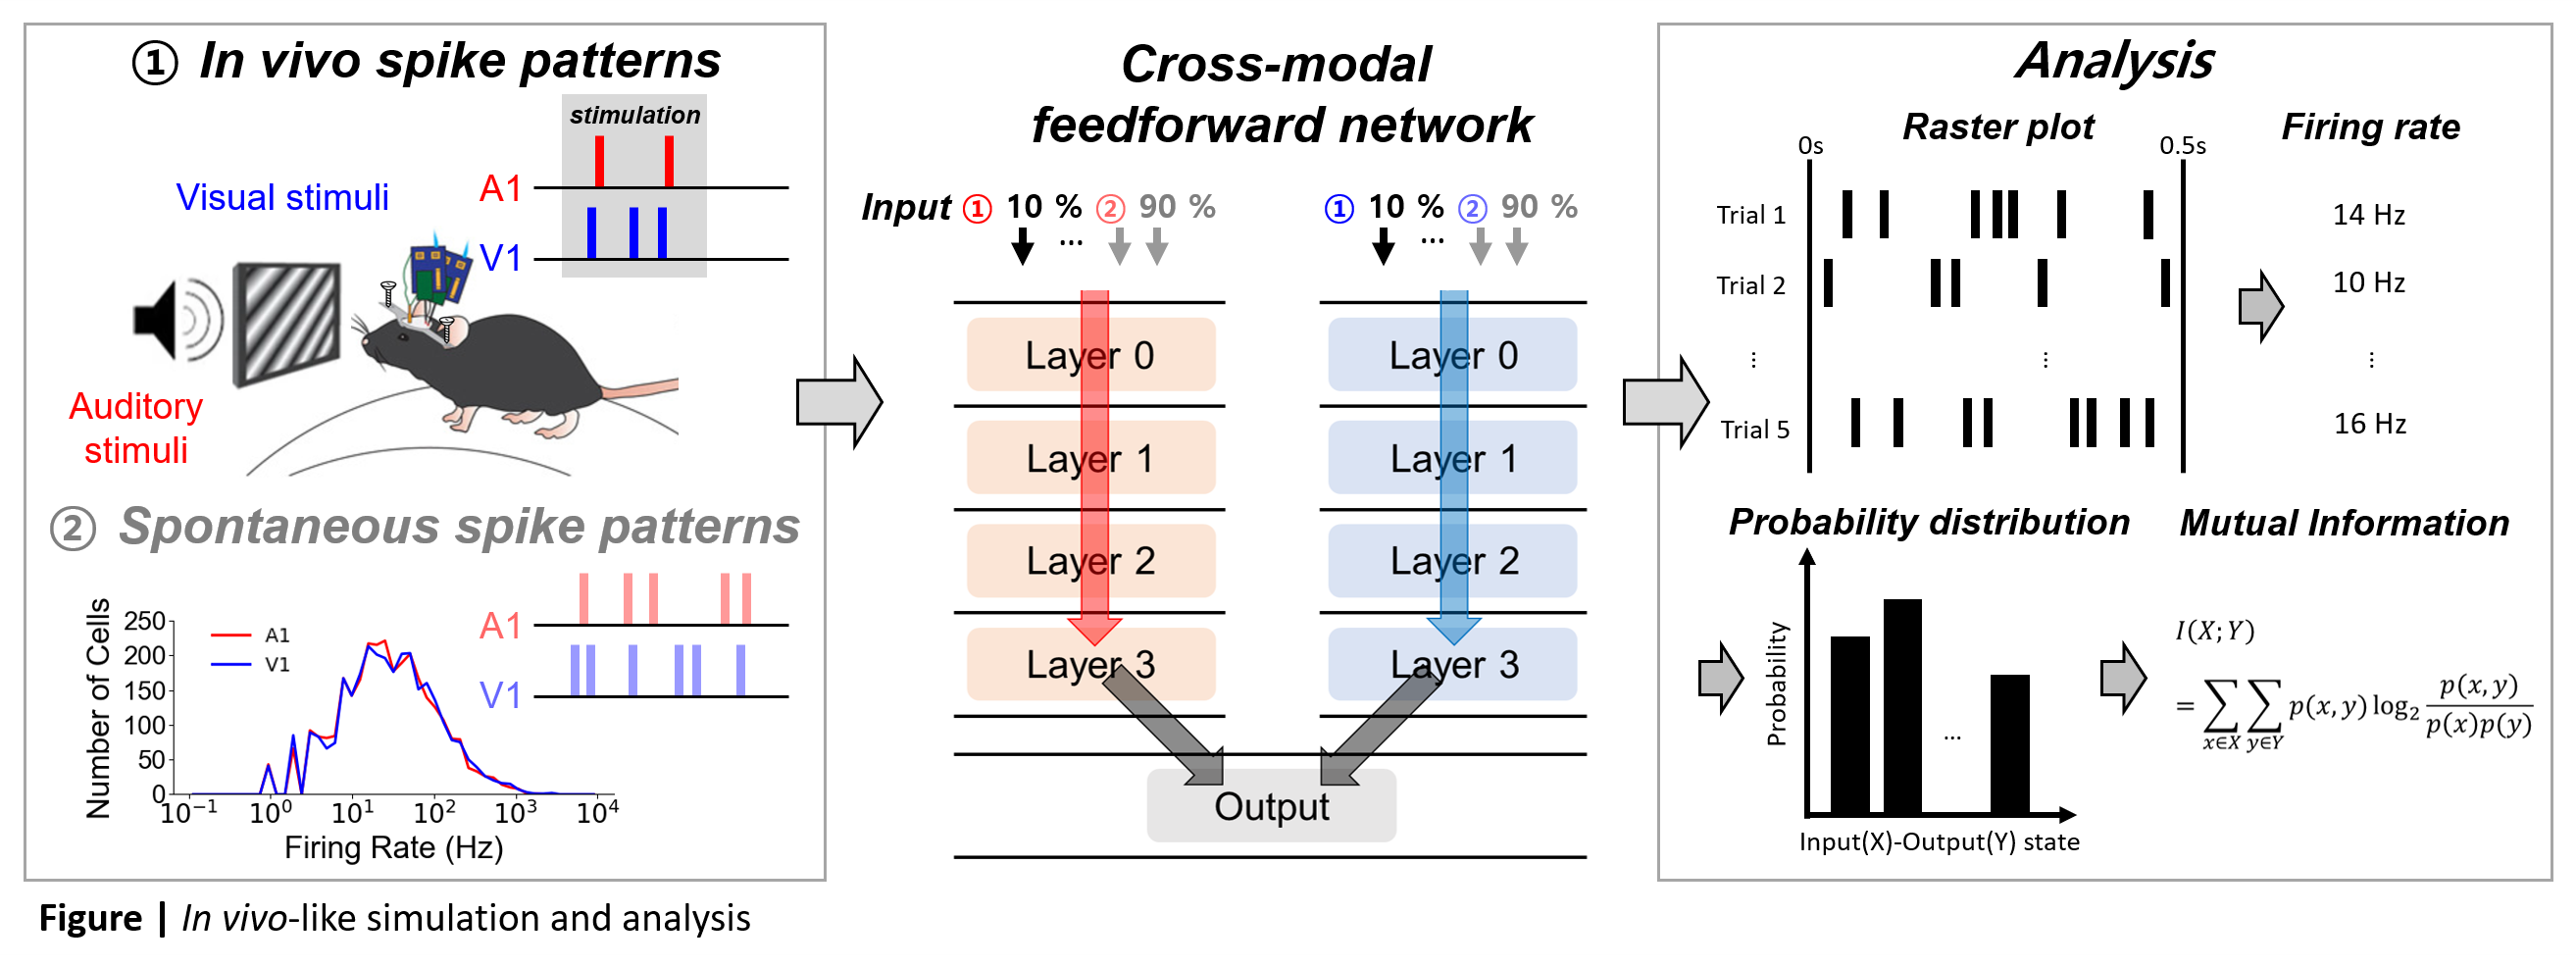 ① In vivo spike patterns
stimulation
A1
V1
Visual stimuli
Auditory
stimuli
② Spontaneous spike patterns
A1
V1
Number of Cells
250
200
150
100
50
0
A1
V1
10⁻¹ 10⁰ 10¹ 10² 10³ 10⁴
Firing Rate (Hz)
Cross-modal
feedforward network
Input ① 10 % ② 90 % ① 10 % ② 90 %
... ...
Layer 0 Layer 0
Layer 1 Layer 1
Layer 2 Layer 2
Layer 3 Layer 3
Output
Analysis
Raster plot Firing rate
0s 0.5s
Trial 1 14 Hz
Trial 2 10 Hz
⋮ ⋮ ⋮
Trial 5 16 Hz
Probability distribution Mutual Information
Probability
...
Input(X)-Output(Y) state
I(X;Y)
= ∑x∈X ∑y∈Y p(x,y) log₂ p(x,y) / p(x)p(y)
Figure | In vivo-like simulation and analysis